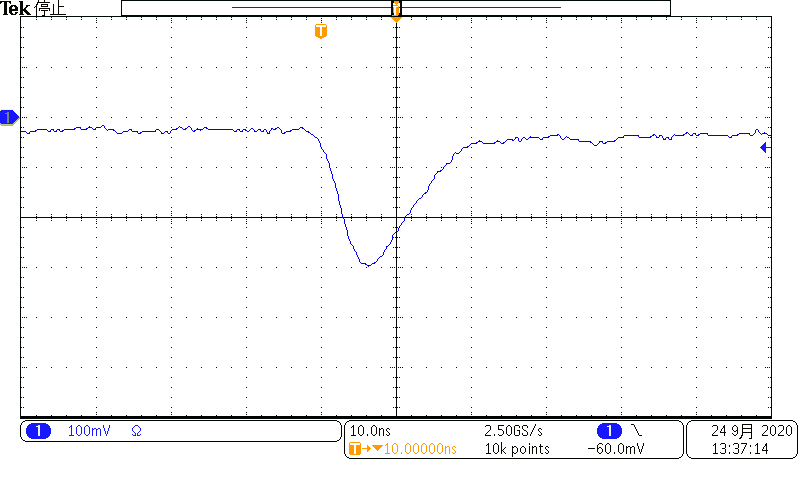 Tek 停止
T
T
1
1 100mV Ω
10.0ns 2.50GS/s 1
T→▼10.00000ns 10k points -60.0mV
24 9月 2020
13:37:14